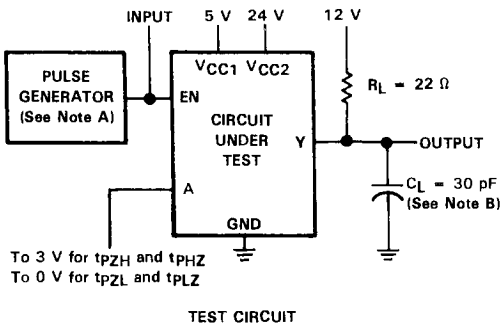 INPUT 5 V 24 V 12 V
PULSE
GENERATOR
(See Note A)
VCC1 VCC2
EN
CIRCUIT
UNDER
TEST
Y
A
GND
RL = 22 Ω
OUTPUT
CL = 30 pF
(See Note B)
To 3 V for tPZH and tPHZ
To 0 V for tPZL and tPLZ
TEST CIRCUIT